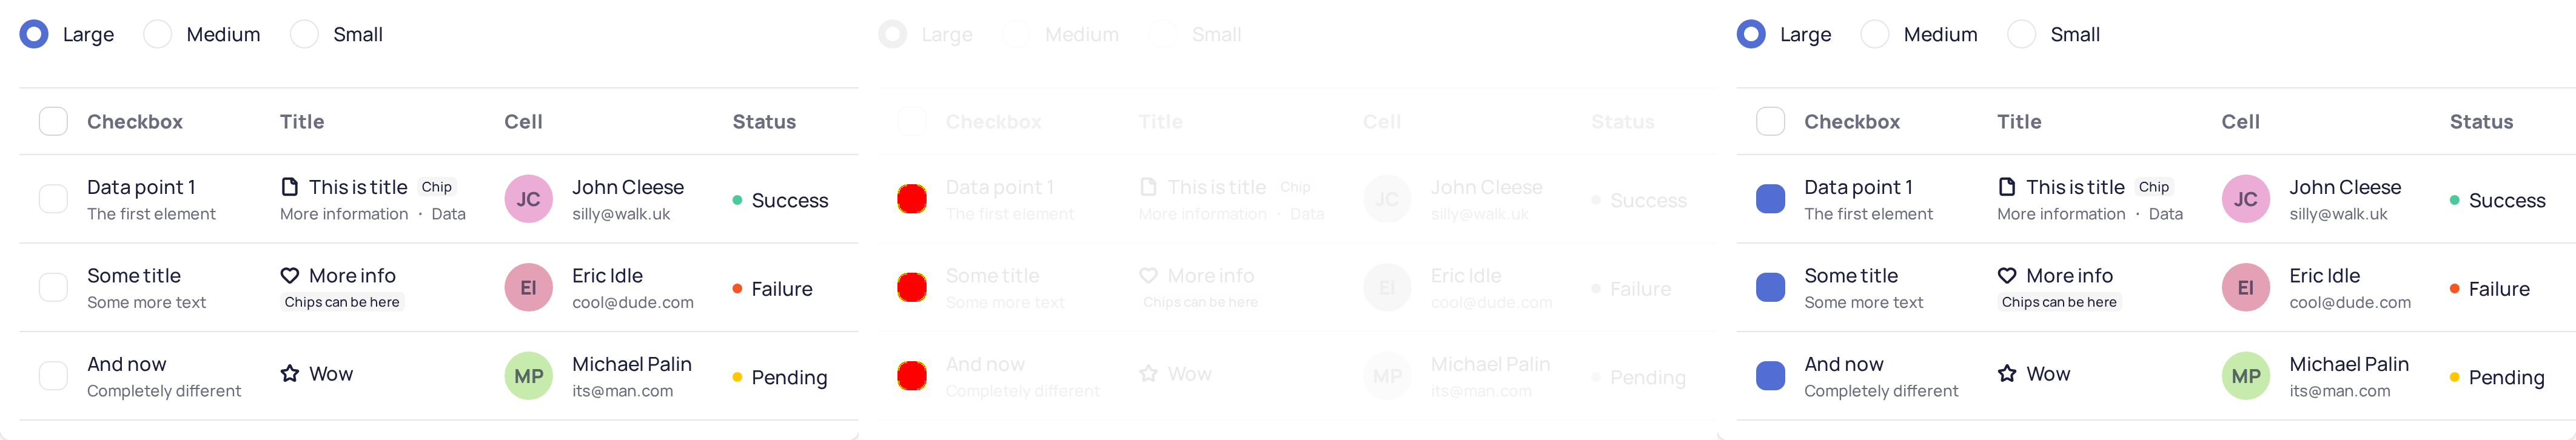 Large Medium Small
Checkbox Title Cell Status
Data point 1 This is title Chip John Cleese
The first element More information · Data JC silly@walk.uk Success
Some title More info Eric Idle
Some more text Chips can be here EI cool@dude.com Failure
And now Wow Michael Palin
Completely different MP its@man.com Pending
Large Medium Small
Checkbox Title Cell Status
Data point 1 This is title Chip John Cleese
The first element More information · Data JC silly@walk.uk Success
Some title More info Eric Idle
Some more text Chips can be here EI cool@dude.com Failure
And now Wow Michael Palin
Completely different MP its@man.com Pending
Large Medium Small
Checkbox Title Cell Status
Data point 1 This is title Chip John Cleese
The first element More information · Data JC silly@walk.uk Success
Some title More info Eric Idle
Some more text Chips can be here EI cool@dude.com Failure
And now Wow Michael Palin
Completely different MP its@man.com Pending